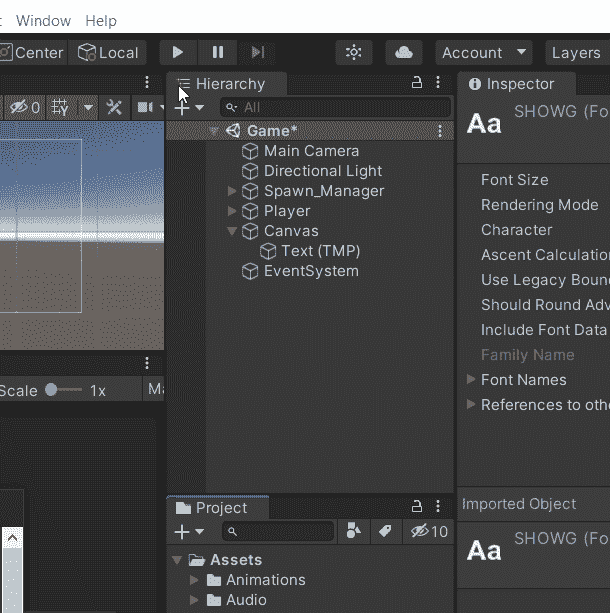 Window Help
Center Local Account Layers
Hierarchy Inspector
0 All
Aa SHOWG (Fo
Game*
Main Camera
Directional Light
Spawn_Manager
Player
Canvas
Text (TMP)
EventSystem
Font Size
Rendering Mode
Character
Ascent Calculatio
Use Legacy Boun
Should Round Adv
Include Font Data
Family Name
Font Names
References to oth
Scale 1x Ma
Imported Object
Aa SHOWG (Fo
Project
10
Assets
Animations
Audio